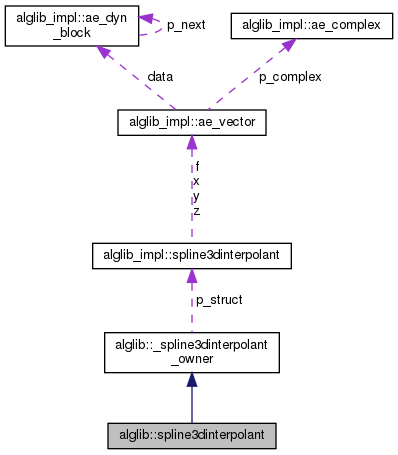 alglib_impl::ae_dyn
_block
p_next
alglib_impl::ae_complex
data
p_complex
alglib_impl::ae_vector
f
x
y
z
alglib_impl::spline3dinterpolant
p_struct
alglib::_spline3dinterpolant
_owner
alglib::spline3dinterpolant